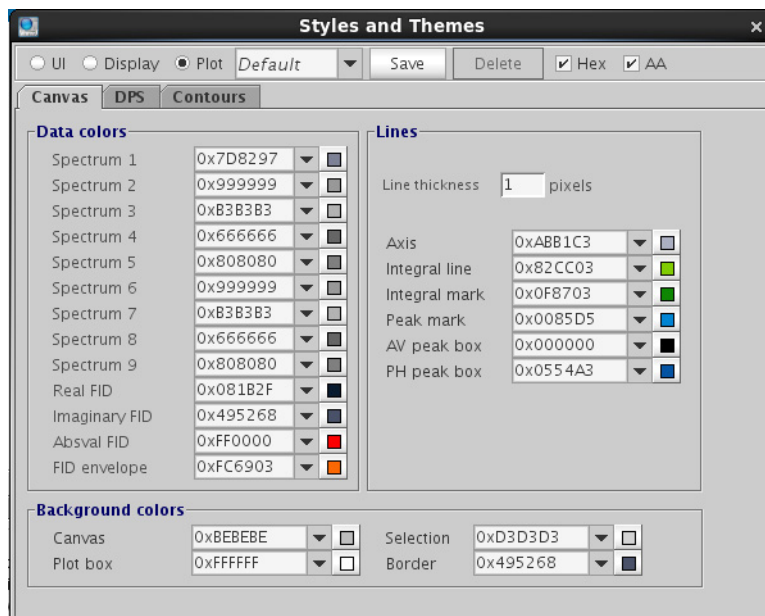 Styles and Themes
UI Display Plot Default Save Delete Hex AA
Canvas DPS Contours
Data colors
Spectrum 1 0x7D8297
Spectrum 2 0x999999
Spectrum 3 0xB3B3B3
Spectrum 4 0x666666
Spectrum 5 0x808080
Spectrum 6 0x999999
Spectrum 7 0xB3B3B3
Spectrum 8 0x666666
Spectrum 9 0x808080
Real FID 0x081B2F
Imaginary FID 0x495268
Absval FID 0xFF0000
FID envelope 0xFC6903
Lines
Line thickness 1 pixels
Axis 0xABB1C3
Integral line 0x82CC03
Integral mark 0x0F8703
Peak mark 0x0085D5
AV peak box 0x000000
PH peak box 0x0554A3
Background colors
Canvas 0xBEBEBE Selection 0xD3D3D3
Plot box 0xFFFFFF Border 0x495268